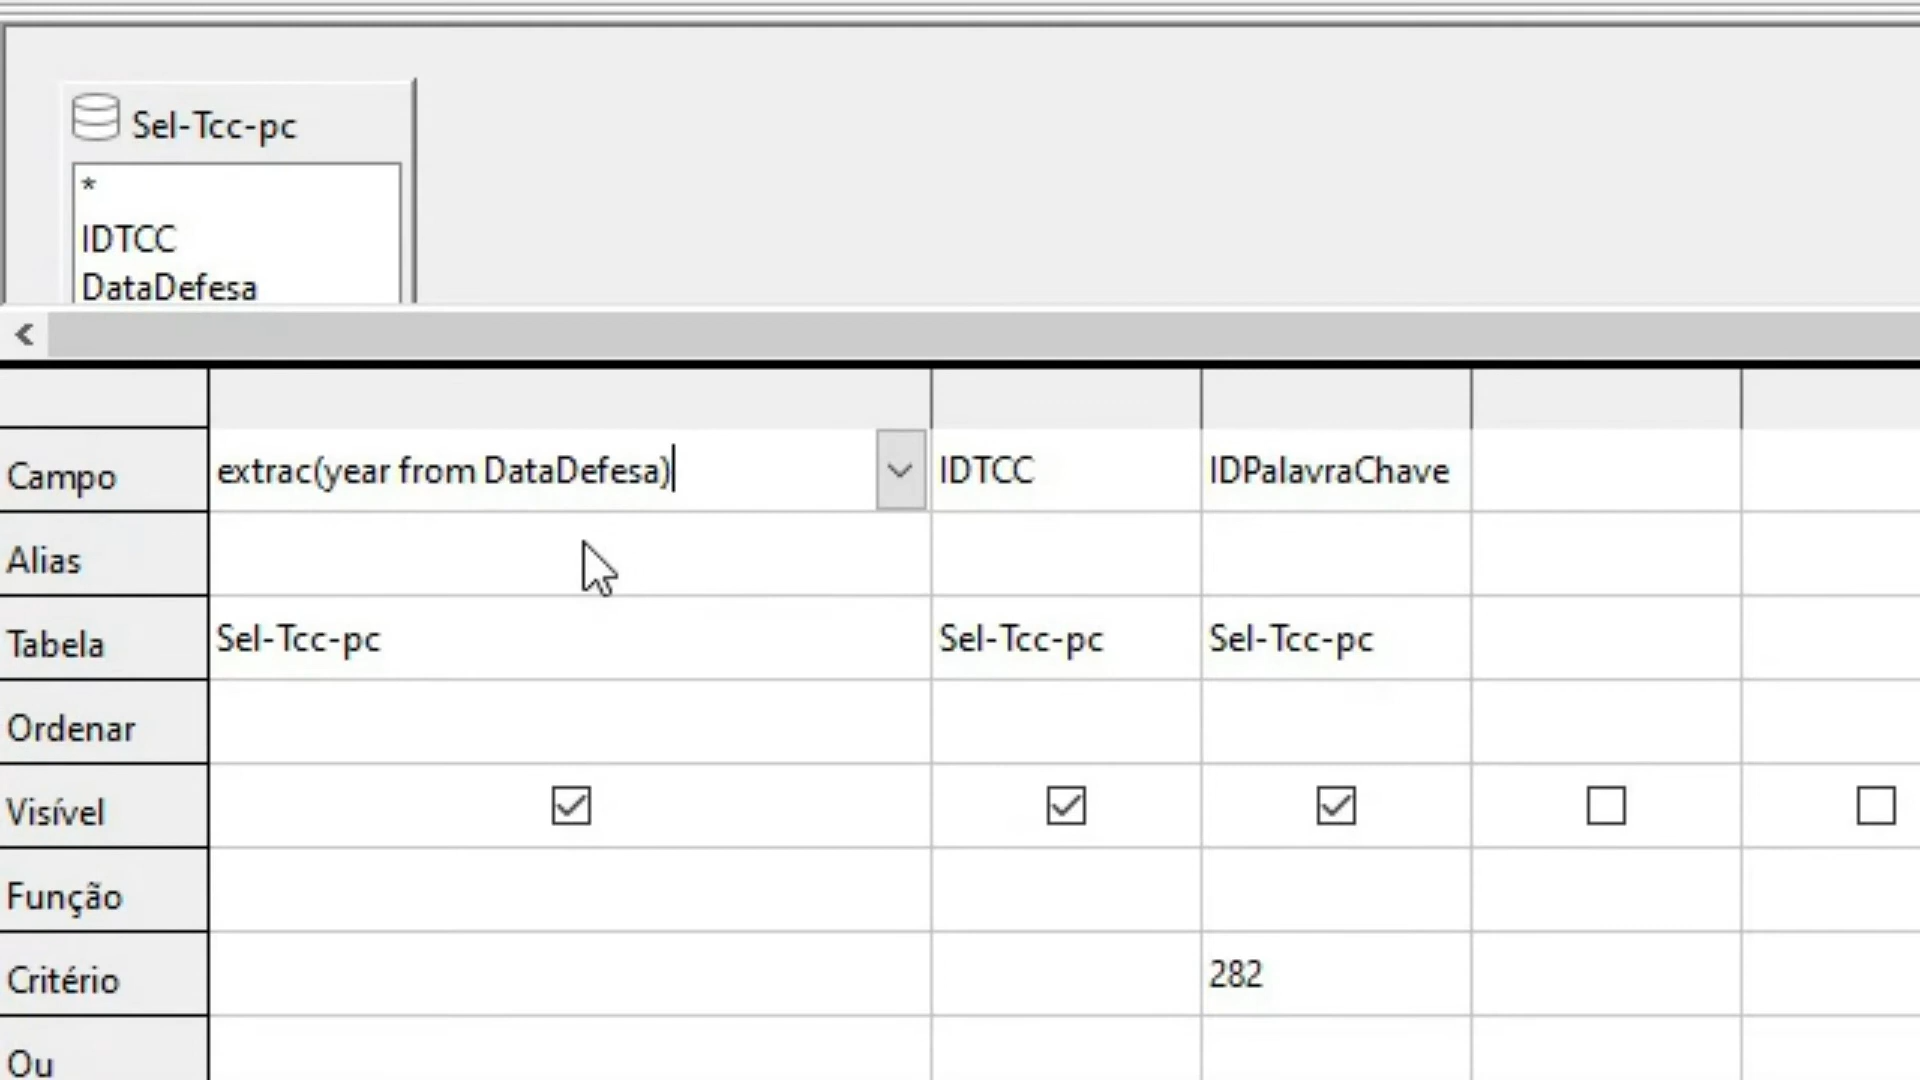 Sel-Tcc-pc
*
IDTCC
DataDefesa
Campo extrac(year from DataDefesa) IDTCC IDPalavraChave
Alias
Tabela Sel-Tcc-pc Sel-Tcc-pc Sel-Tcc-pc
Ordenar
Visível
Função
Critério 282
Ou